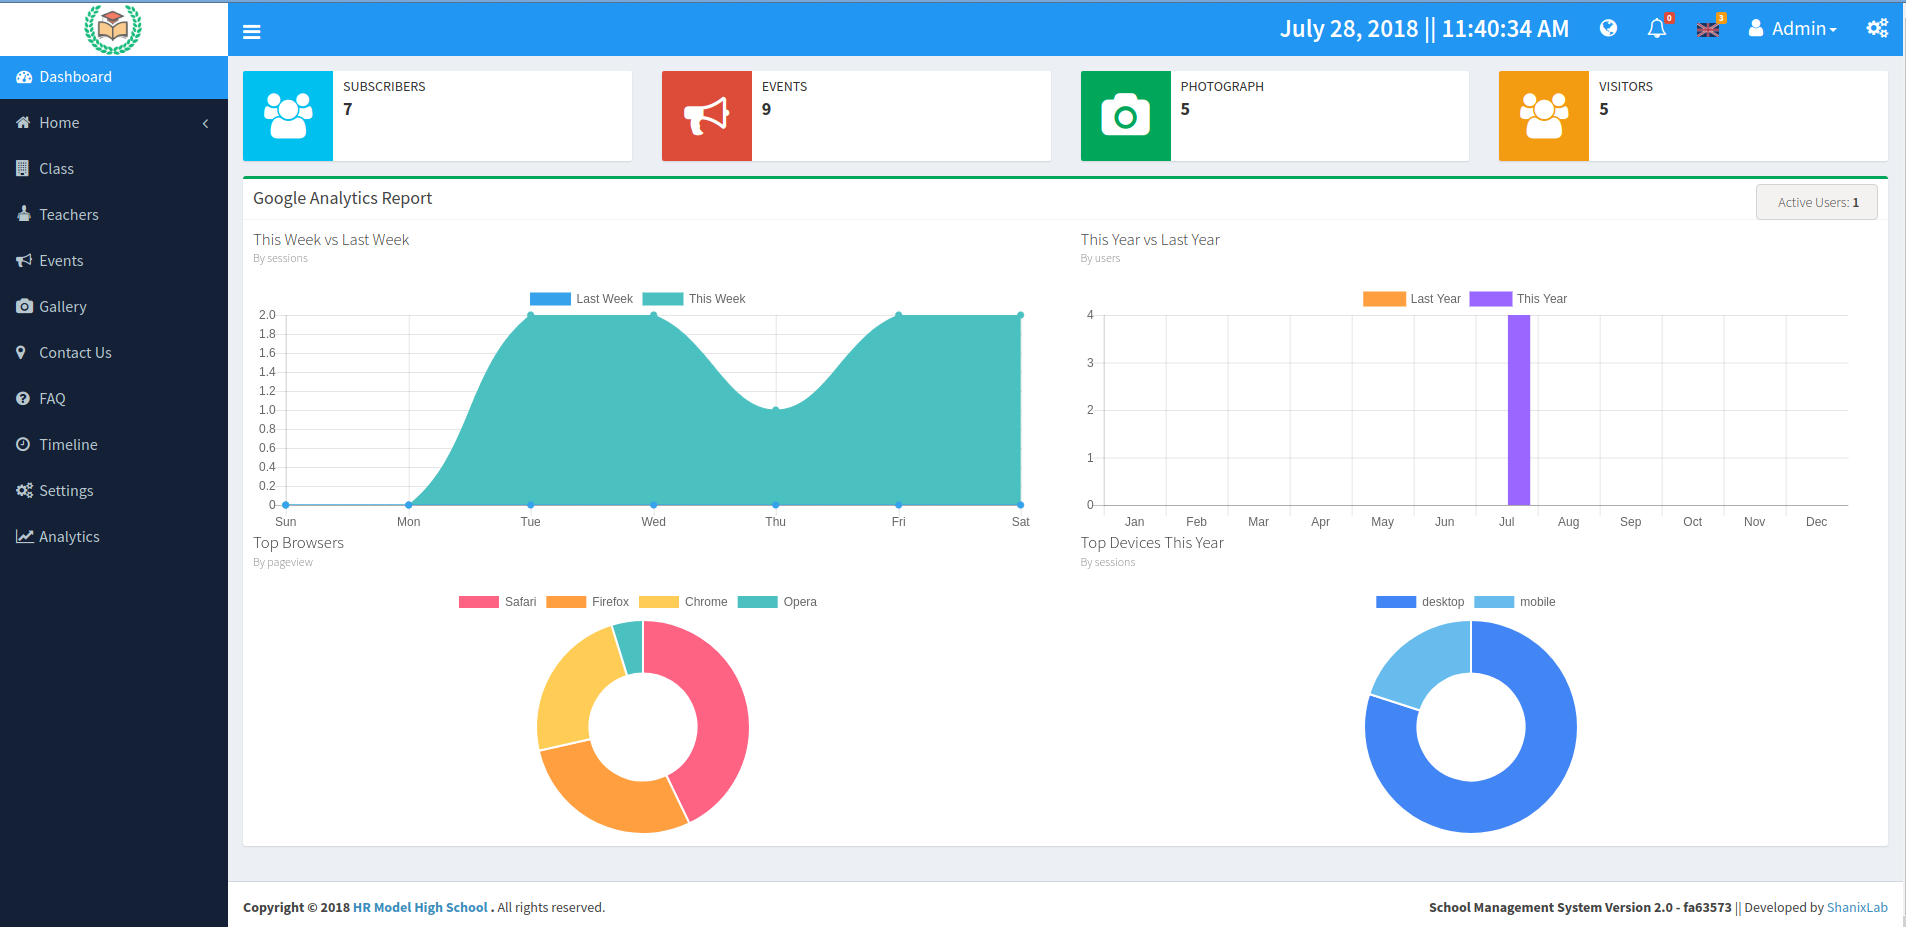 July 28, 2018 || 11:40:34 AM 0 3 Admin
Dashboard
Home
Class
Teachers
Events
Gallery
Contact Us
FAQ
Timeline
Settings
Analytics
SUBSCRIBERS
7
EVENTS
9
PHOTOGRAPH
5
VISITORS
5
Google Analytics Report
Active Users: 1
This Week vs Last Week
By sessions
Last Week This Week
2.0
1.8
1.6
1.4
1.2
1.0
0.8
0.6
0.4
0.2
0
Sun Mon Tue Wed Thu Fri Sat
This Year vs Last Year
By users
Last Year This Year
4
3
2
1
0
Jan Feb Mar Apr May Jun Jul Aug Sep Oct Nov Dec
Top Browsers
By pageview
Safari Firefox Chrome Opera
Top Devices This Year
By sessions
desktop mobile
Copyright © 2018 HR Model High School . All rights reserved.
School Management System Version 2.0 - fa63573 || Developed by ShanixLab